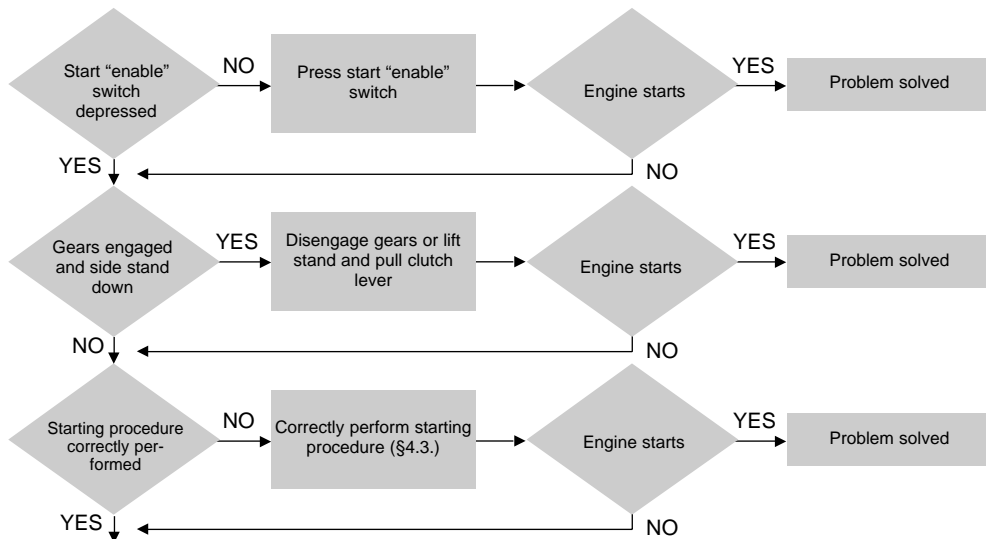 Start “enable”
switch
depressed
NO
Press start “enable”
switch
Engine starts
YES
Problem solved
YES
NO
Gears engaged
and side stand
down
YES
Disengage gears or lift
stand and pull clutch
lever
Engine starts
YES
Problem solved
NO
NO
Starting procedure
correctly per-
formed
NO
Correctly perform starting
procedure (§4.3.)
Engine starts
YES
Problem solved
YES
NO